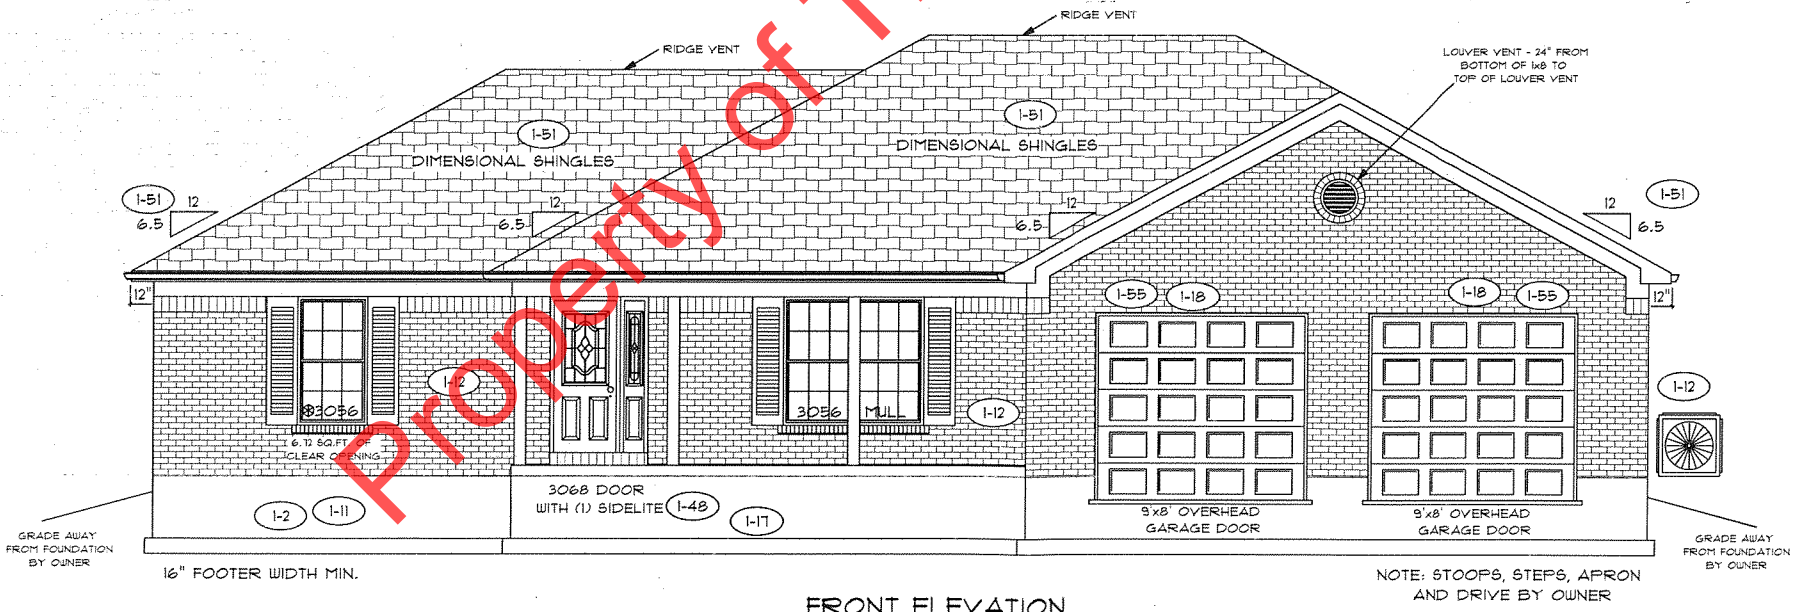 RIDGE VENT
RIDGE VENT
LOUVER VENT - 24" FROM
BOTTOM OF 1x8 TO
TOP OF LOUVER VENT
1-51
DIMENSIONAL SHINGLES
1-51
DIMENSIONAL SHINGLES
1-51
12
6.5
12
6.5
12
6.5
12
6.5
1-51
Property of T
12"
12"
1-55
1-18
1-18
1-55
1-12
1-12
1-12
3056
6.72 SQ.FT. OF
CLEAR OPENING
3056 MULL
3068 DOOR
WITH (1) SIDELITE
1-48
1-17
1-2
1-11
9'x8' OVERHEAD
GARAGE DOOR
9'x8' OVERHEAD
GARAGE DOOR
GRADE AWAY
FROM FOUNDATION
BY OWNER
GRADE AWAY
FROM FOUNDATION
BY OWNER
16" FOOTER WIDTH MIN.
NOTE: STOOPS, STEPS, APRON
AND DRIVE BY OWNER
FRONT ELEVATION